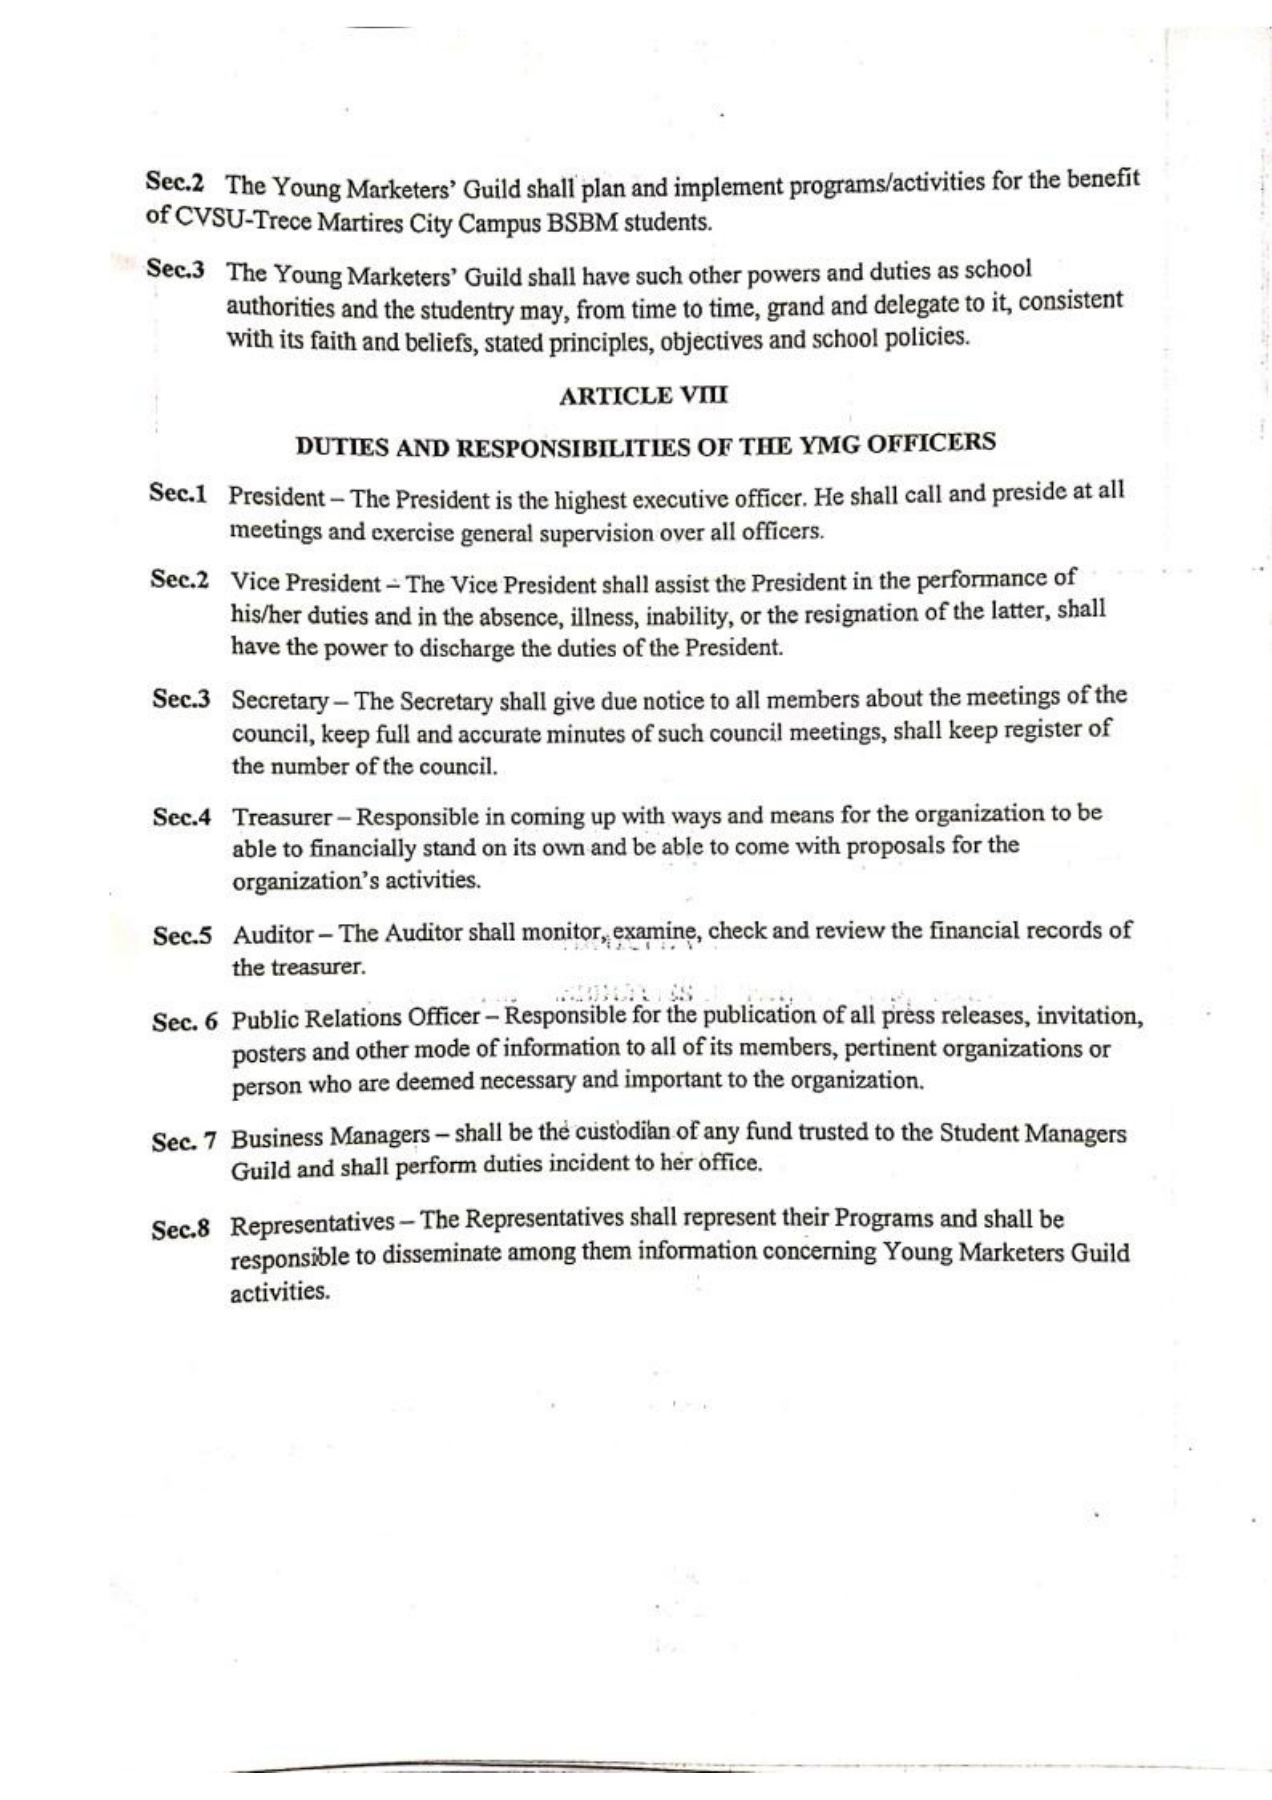 Sec.2 The Young Marketers' Guild shall plan and implement programs/activities for the benefit
of CVSU-Trece Martires City Campus BSBM students.
Sec.3 The Young Marketers' Guild shall have such other powers and duties as school
authorities and the studentry may, from time to time, grand and delegate to it, consistent
with its faith and beliefs, stated principles, objectives and school policies.
ARTICLE VIII
DUTIES AND RESPONSIBILITIES OF THE YMG OFFICERS
Sec.1 President – The President is the highest executive officer. He shall call and preside at all
meetings and exercise general supervision over all officers.
Sec.2 Vice President – The Vice President shall assist the President in the performance of
his/her duties and in the absence, illness, inability, or the resignation of the latter, shall
have the power to discharge the duties of the President.
Sec.3 Secretary – The Secretary shall give due notice to all members about the meetings of the
council, keep full and accurate minutes of such council meetings, shall keep register of
the number of the council.
Sec.4 Treasurer – Responsible in coming up with ways and means for the organization to be
able to financially stand on its own and be able to come with proposals for the
organization's activities.
Sec.5 Auditor – The Auditor shall monitor, examine, check and review the financial records of
the treasurer.
Sec. 6 Public Relations Officer – Responsible for the publication of all press releases, invitation,
posters and other mode of information to all of its members, pertinent organizations or
person who are deemed necessary and important to the organization.
Sec. 7 Business Managers – shall be the custodian of any fund trusted to the Student Managers
Guild and shall perform duties incident to her office.
Sec.8 Representatives – The Representatives shall represent their Programs and shall be
responsible to disseminate among them information concerning Young Marketers Guild
activities.